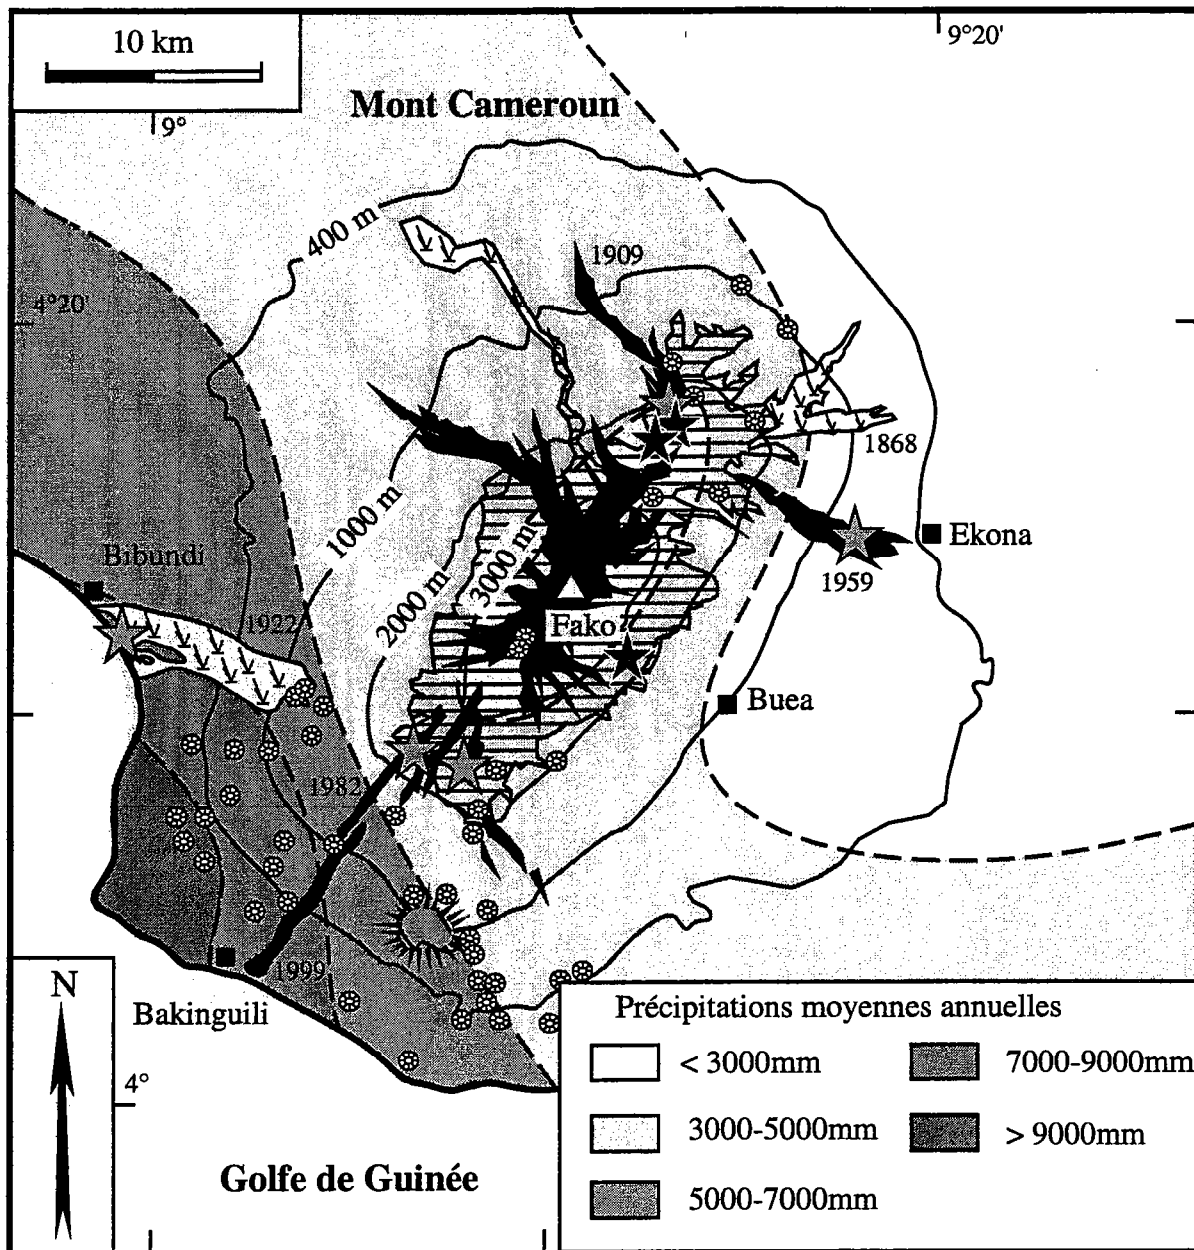 10 km
9°20'
Mont Cameroun
9°
400 m
1909
4°20'
1868
1000 m
Ekona
Bibundi
3000 m
1959
2000 m
1922
Fako
Buea
1982
1999
N
Bakinguili
Précipitations moyennes annuelles
< 3000mm
7000-9000mm
4°
3000-5000mm
> 9000mm
Golfe de Guinée
5000-7000mm